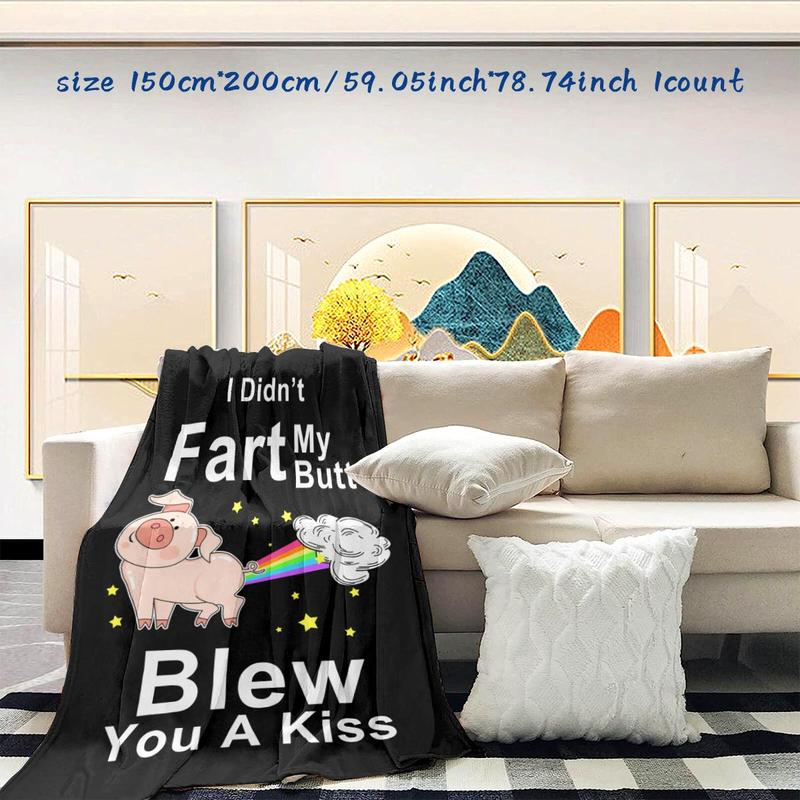 size 150cm*200cm/59.05inch*78.74inch 1count
I Didn't
Fart My
Butt
Blew
You A Kiss